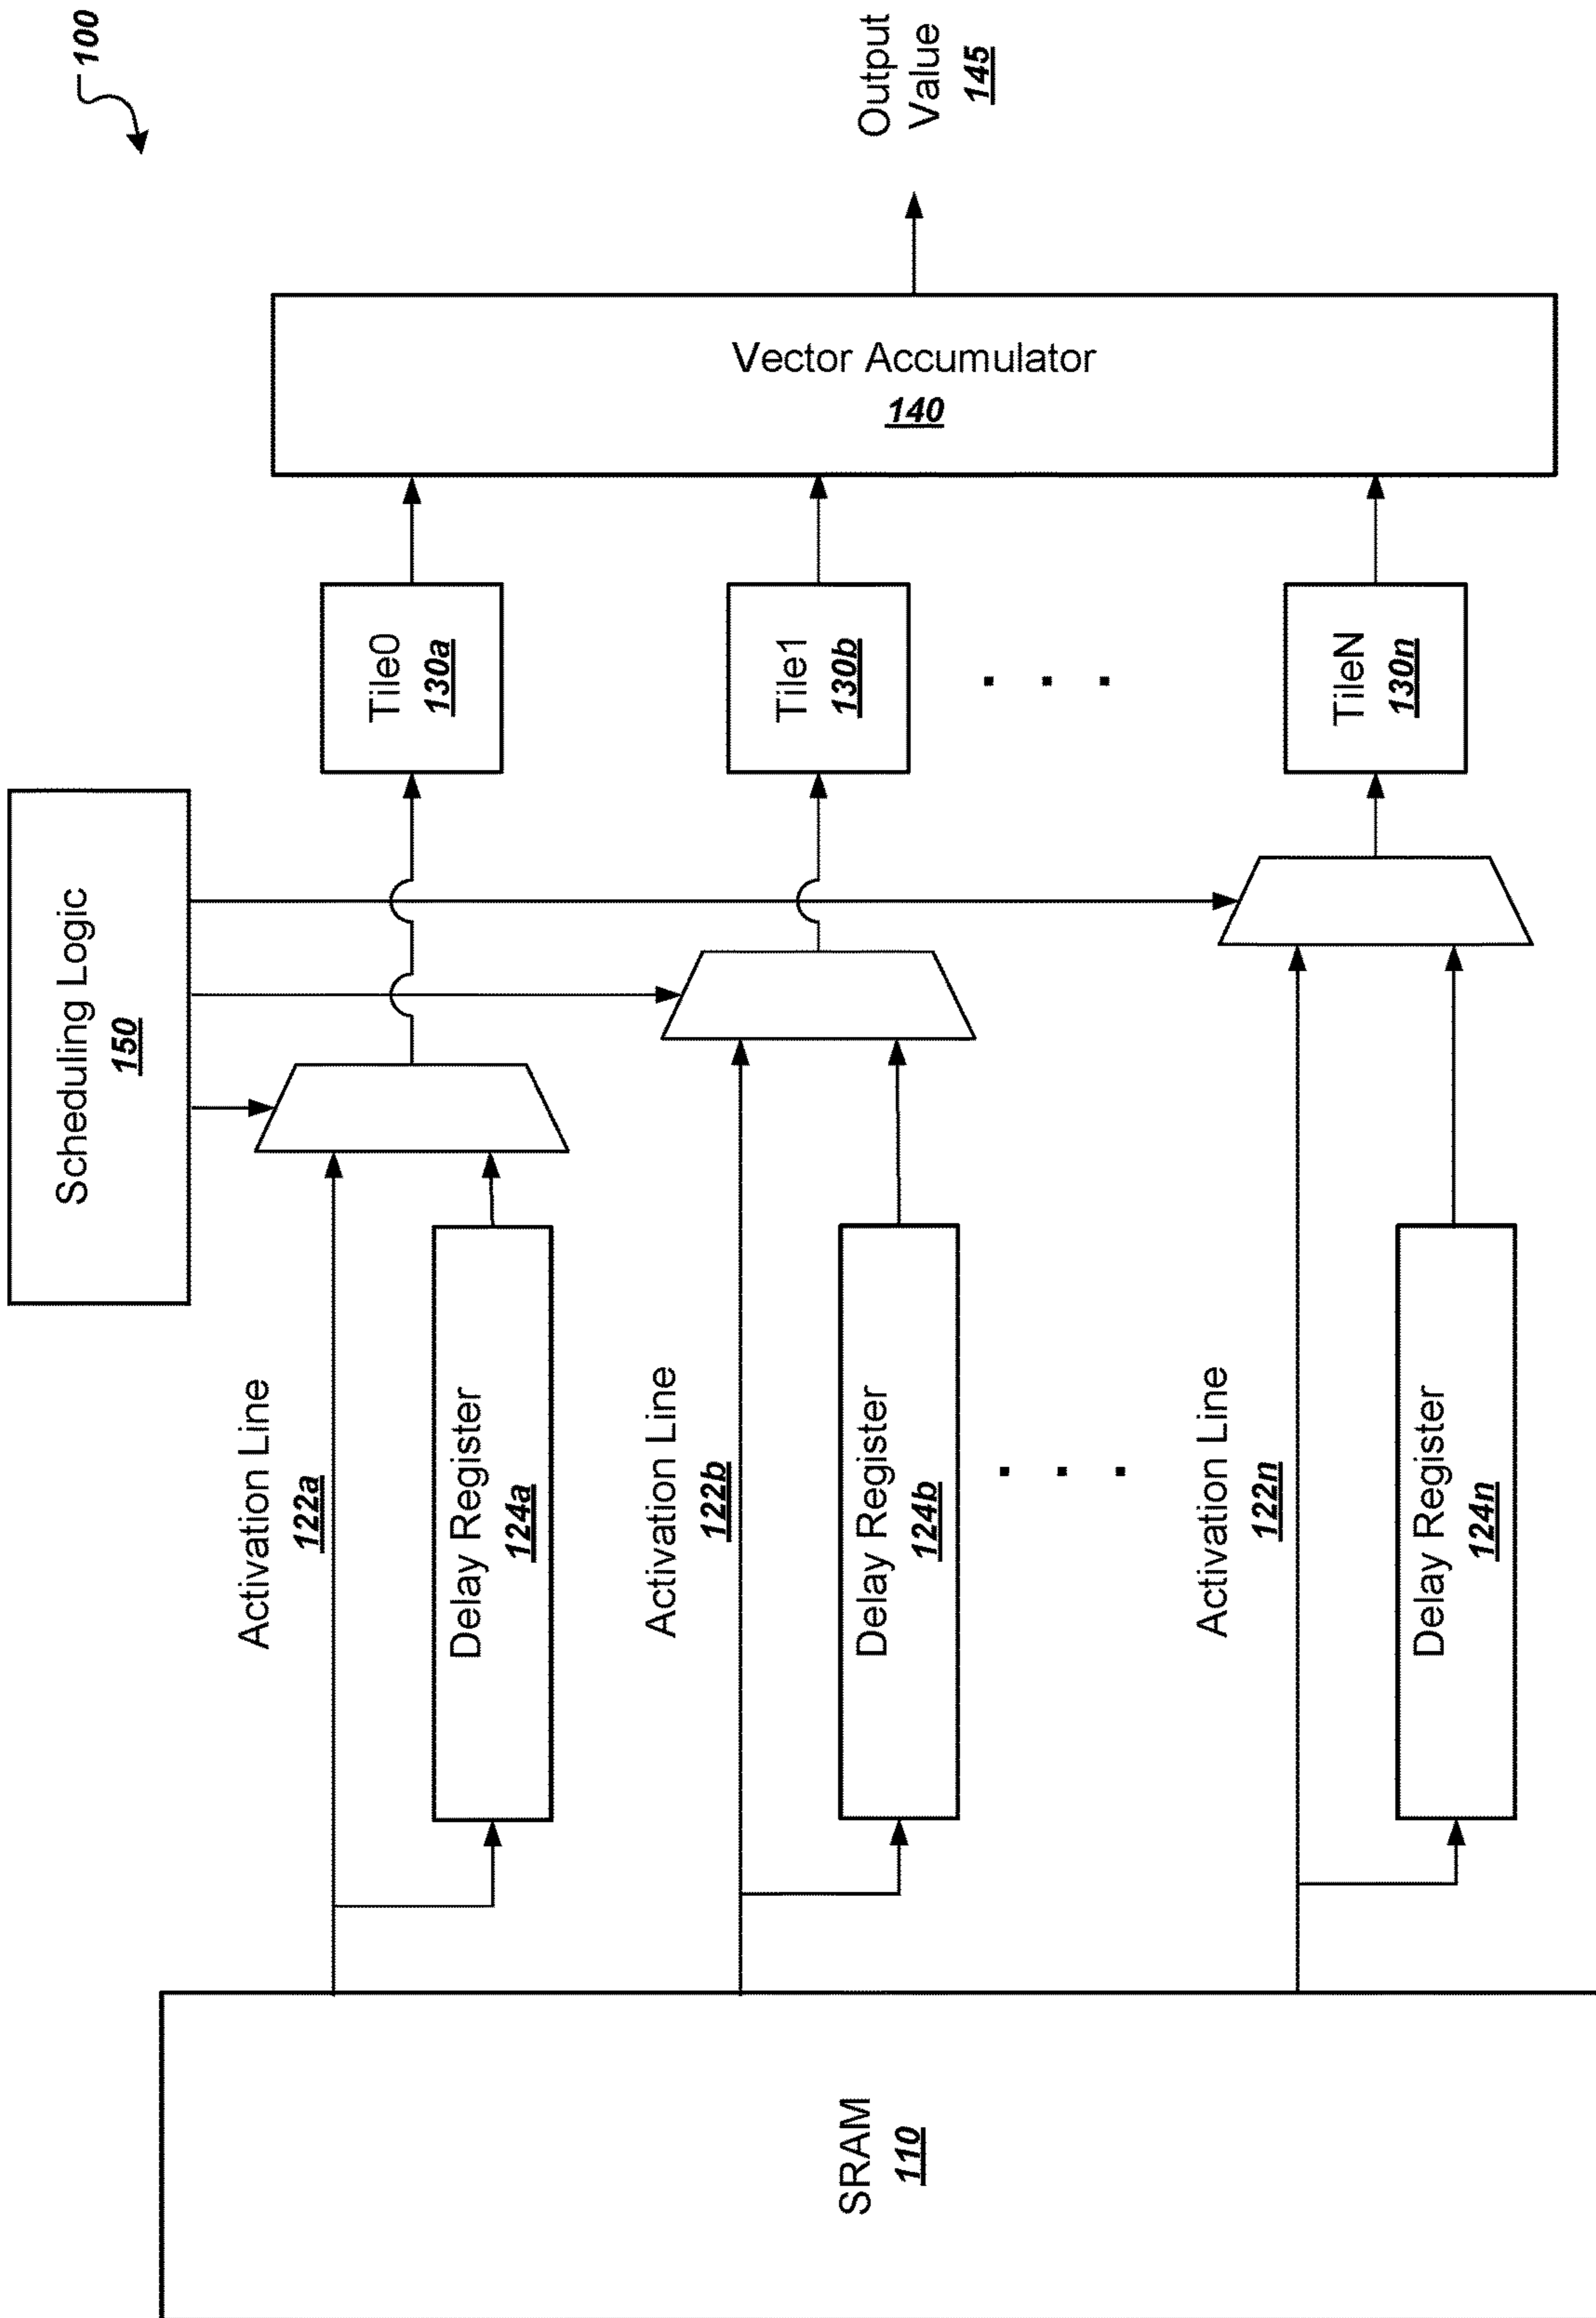 100
Scheduling Logic
150
Activation Line
122a
Delay Register
124a
Tile0
130a
Activation Line
122b
Delay Register
124b
Tile1
130b
Activation Line
122n
Delay Register
124n
TileN
130n
SRAM
110
Vector Accumulator
140
Output
Value
145